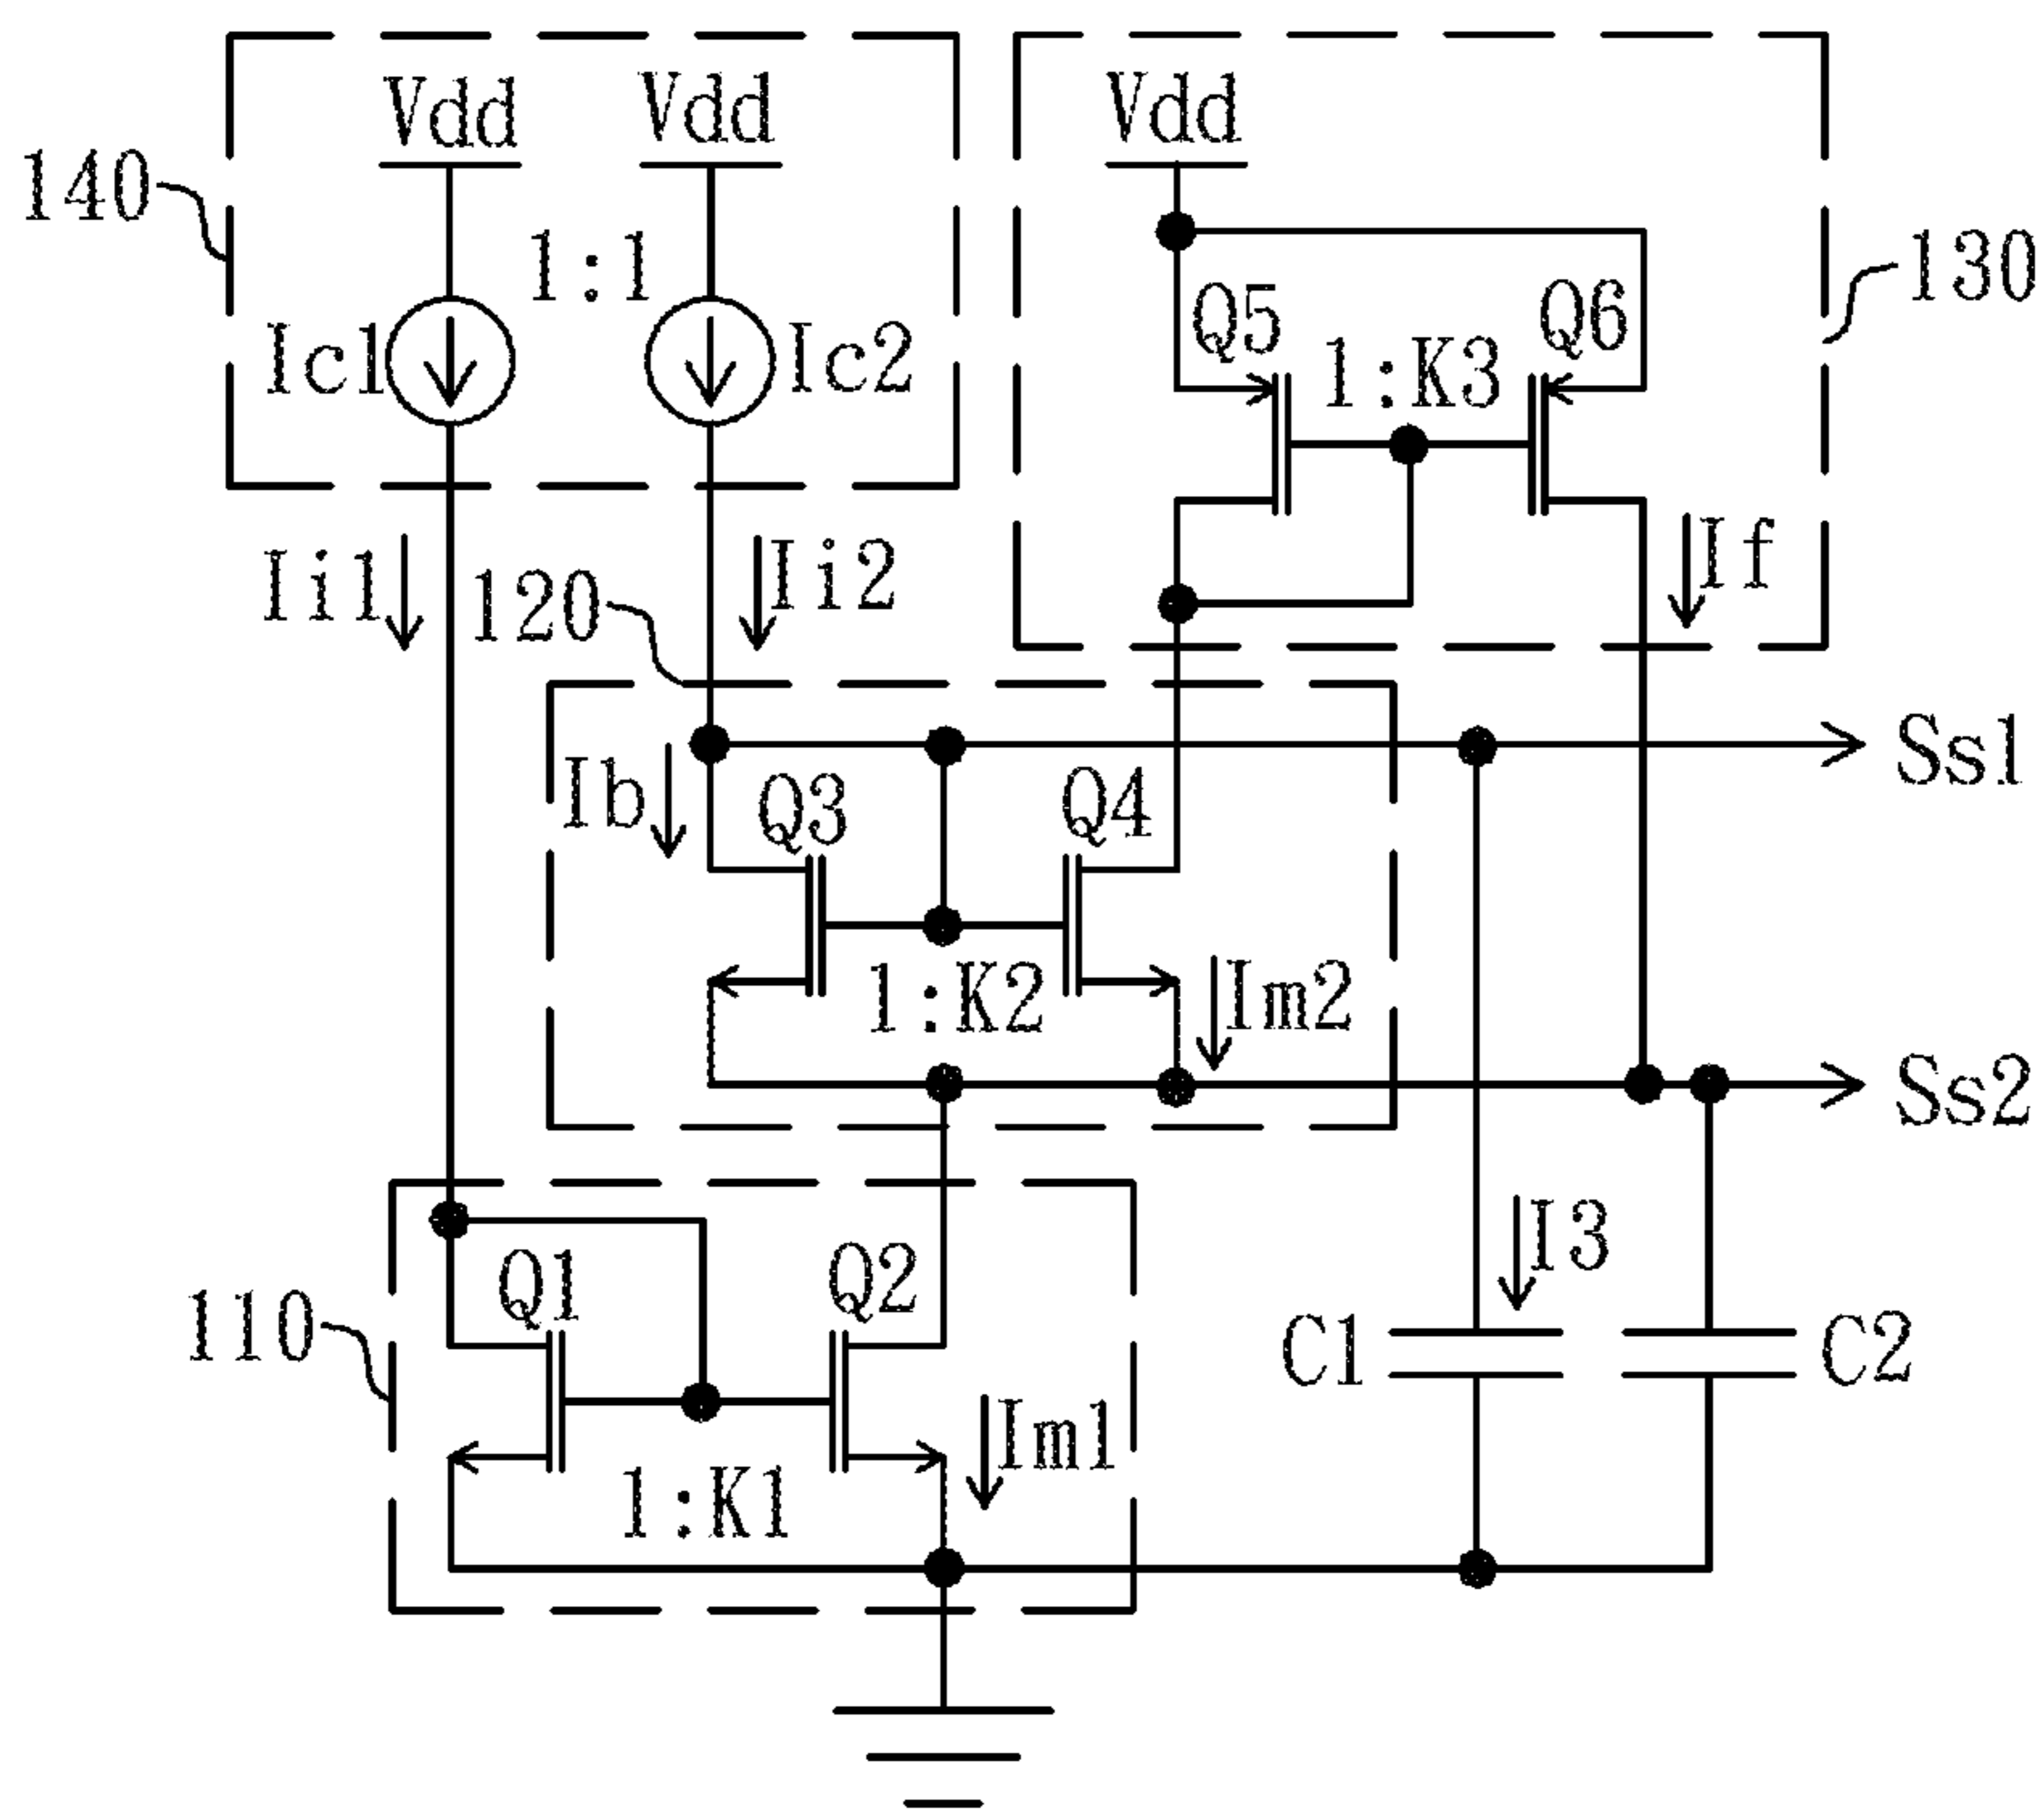 Vdd
Vdd
Vdd
140
1:1
130
Q5
Q6
Ic1
Ic2
1:K3
Ii1
120
Ii2
If
Ss1
Ib
Q3
Q4
1:K2
Im2
Ss2
110
Q1
Q2
I3
C1
C2
Im1
1:K1